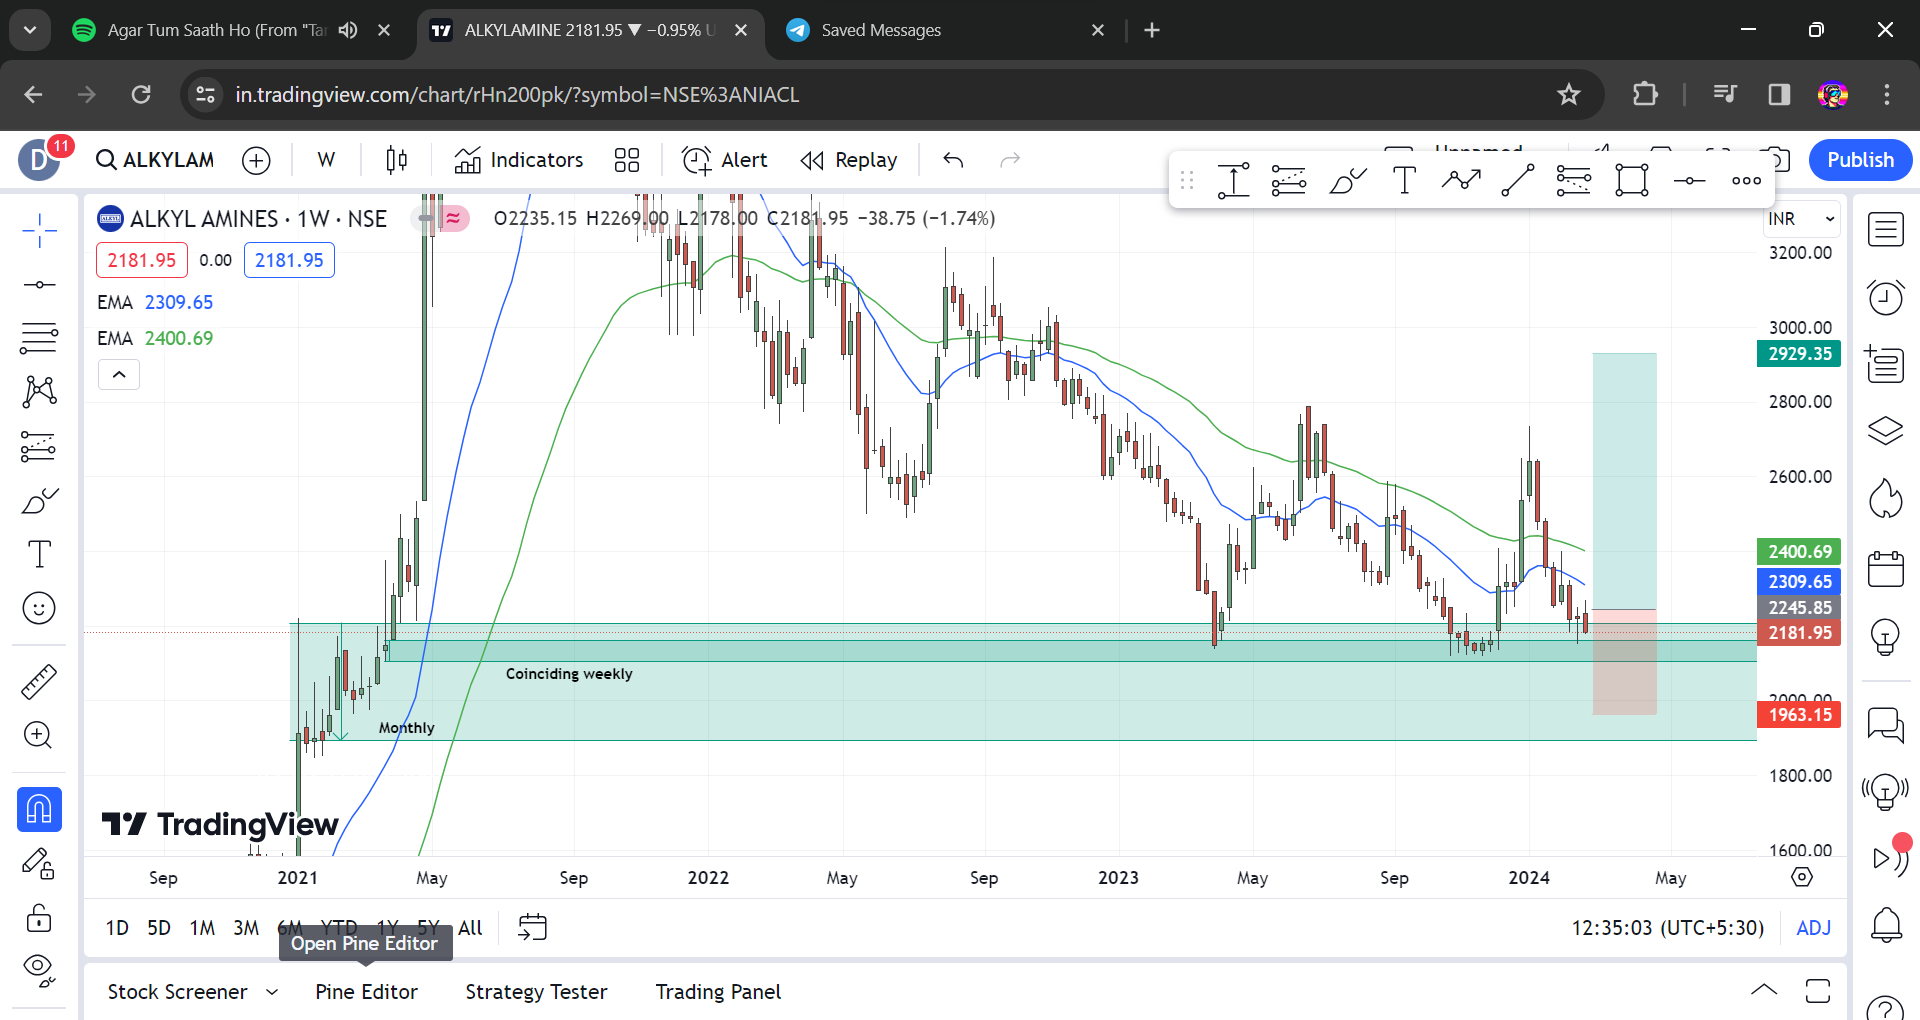 Agar Tum Saath Ho (From "Tar
ALKYLAMINE 2181.95 ▼ −0.95% U
Saved Messages
in.tradingview.com/chart/rHn200pk/?symbol=NSE%3ANIACL
D
11
ALKYLAM
W
Indicators
Alert
Replay
Publish
T
ALKYL AMINES · 1W · NSE
O2235.15 H2269.00 L2178.00 C2181.95 −38.75 (−1.74%)
INR
2181.95
0.00
2181.95
EMA 2309.65
EMA 2400.69
3200.00
3000.00
2929.35
2800.00
2600.00
2400.69
2309.65
2245.85
2181.95
2000.00
1963.15
1800.00
1600.00
Coinciding weekly
Monthly
TradingView
Sep
2021
May
Sep
2022
May
Sep
2023
May
Sep
2024
May
1D 5D 1M 3M 6M YTD 1Y 5Y All
12:35:03 (UTC+5:30)
ADJ
Open Pine Editor
Stock Screener
Pine Editor
Strategy Tester
Trading Panel